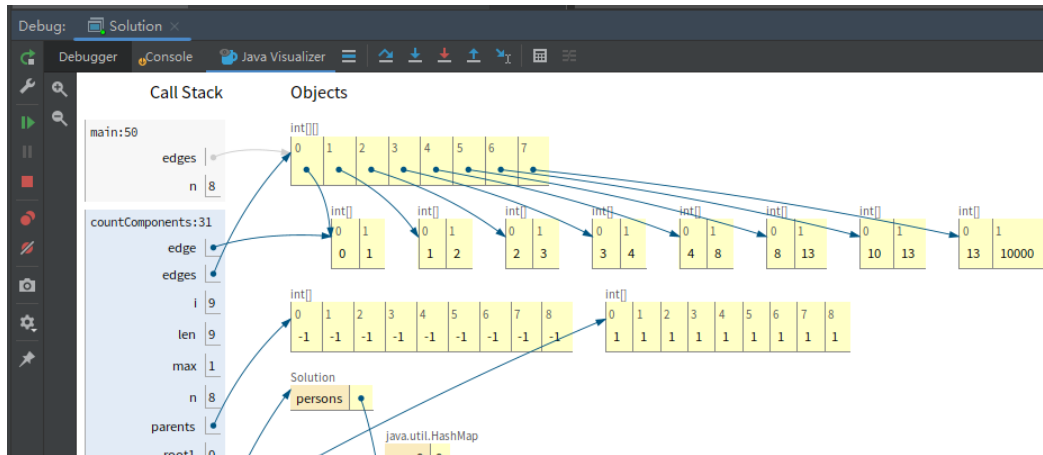 Debug: Solution ×
Debugger Console Java Visualizer
Call Stack Objects
main:50
edges
n 8
int[][]
0 1 2 3 4 5 6 7
countComponents:31
edge
edges
i 9
len 9
max 1
n 8
parents
root1 0
int[] int[] int[] int[] int[] int[] int[] int[]
0 1 0 1 0 1 0 1 0 1 0 1 0 1 0 1
0 1 1 2 2 3 3 4 4 8 8 13 10 13 13 10000
int[] int[]
0 1 2 3 4 5 6 7 8 0 1 2 3 4 5 6 7 8
-1 -1 -1 -1 -1 -1 -1 -1 -1 1 1 1 1 1 1 1 1 1
Solution
persons
java.util.HashMap